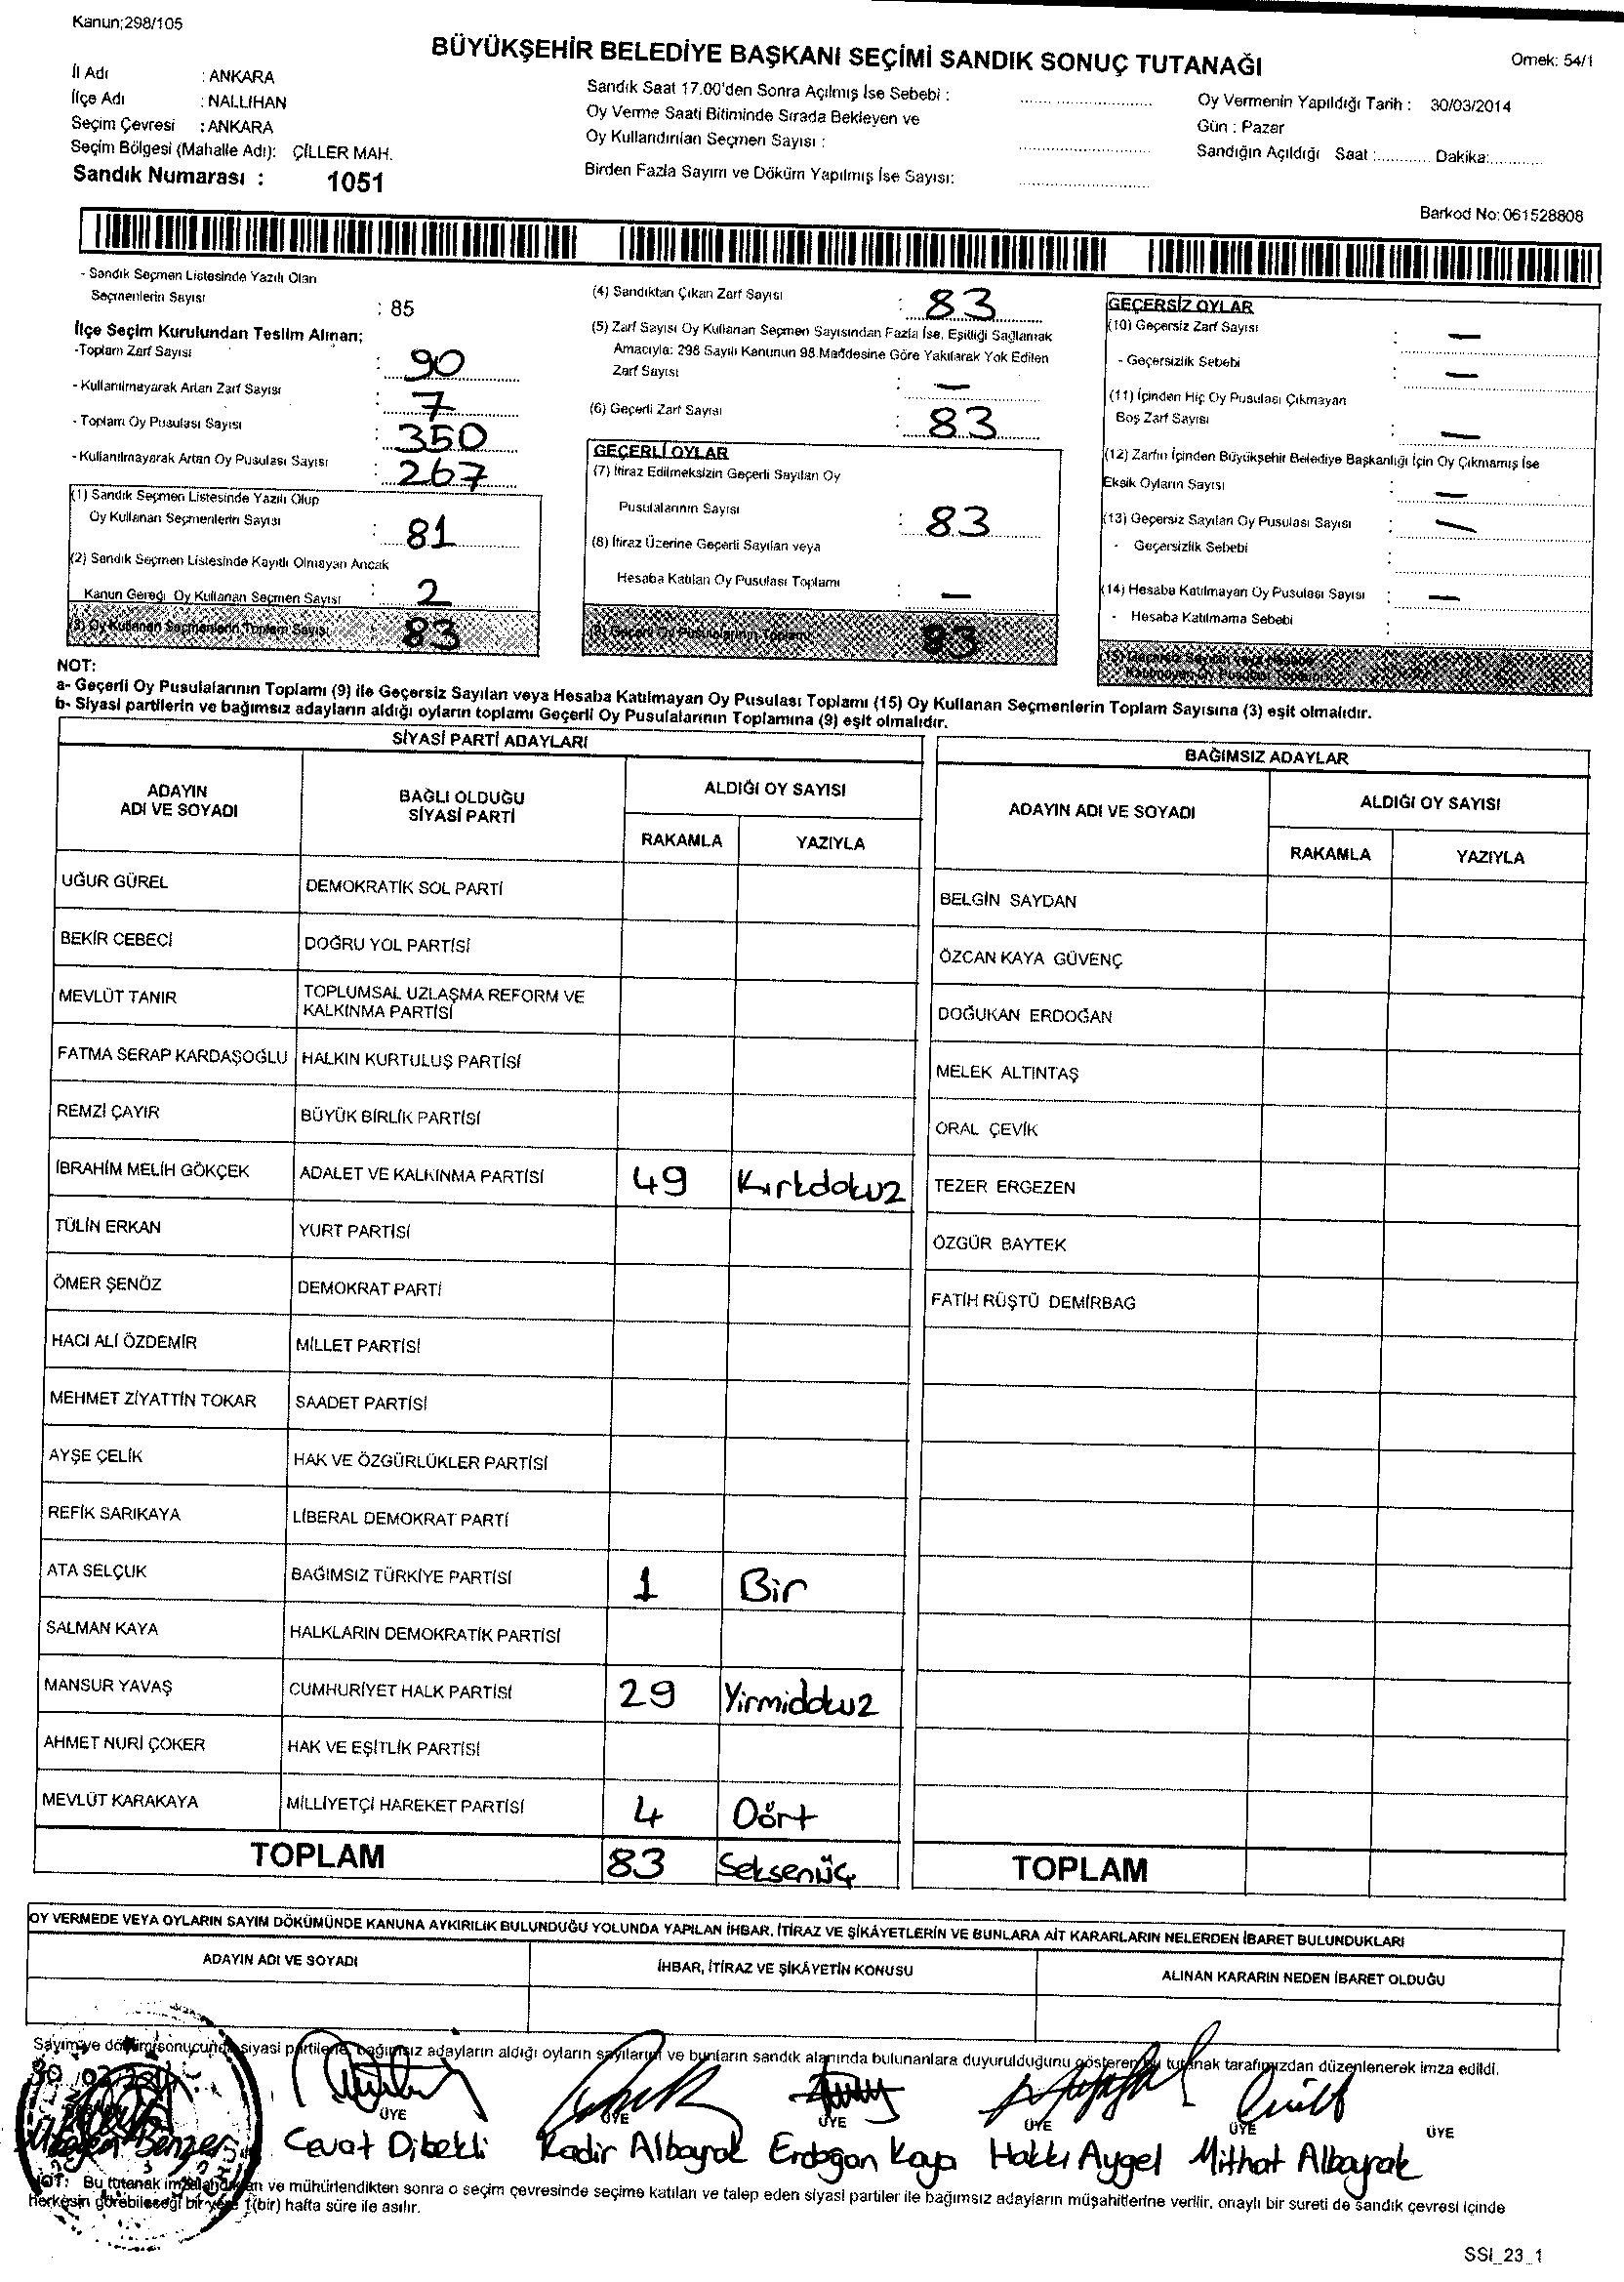 Kanun;298/105
BÜYÜKŞEHİR BELEDİYE BAŞKANI SEÇİMİ SANDIK SONUÇ TUTANAĞI
Örnek: 54/1
İl Adı : ANKARA
İlçe Adı : NALLIHAN
Seçim Çevresi : ANKARA
Seçim Bölgesi (Mahalle Adı): ÇİLLER MAH.
Sandık Numarası : 1051
Sandık Saat 17.00'den Sonra Açılmış İse Sebebi :
Oy Verme Saati Bitiminde Sırada Bekleyen ve
Oy Kullandırılan Seçmen Sayısı :
Birden Fazla Sayım ve Döküm Yapılmış İse Sayısı:
Oy Vermenin Yapıldığı Tarih : 30/03/2014
Gün : Pazar
Sandığın Açıldığı Saat :............ Dakika:............
Barkod No: 061528808
- Sandık Seçmen Listesinde Yazılı Olan
Seçmenlerin Sayısı : 85
İlçe Seçim Kurulundan Teslim Alınan;
-Toplam Zarf Sayısı : 90
- Kullanılmayarak Artan Zarf Sayısı : 7
- Toplam Oy Pusulası Sayısı : 350
- Kullanılmayarak Artan Oy Pusulası Sayısı : 267
(1) Sandık Seçmen Listesinde Yazılı Olup
Oy Kullanan Seçmenlerin Sayısı : 81
(2) Sandık Seçmen Listesinde Kayıtlı Olmayan Ancak
Kanun Gereği Oy Kullanan Seçmen Sayısı : 2
(3) Oy Kullanan Seçmenlerin Toplam Sayısı : 83
(4) Sandıktan Çıkan Zarf Sayısı : 83
(5) Zarf Sayısı Oy Kullanan Seçmen Sayısından Fazla İse, Eşitliği Sağlamak
Amacıyla; 298 Sayılı Kanunun 98.Maddesine Göre Yakılarak Yok Edilen
Zarf Sayısı : —
(6) Geçerli Zarf Sayısı : 83
GEÇERLİ OYLAR
(7) İtiraz Edilmeksizin Geçerli Sayılan Oy
Pusulalarının Sayısı : 83
(8) İtiraz Üzerine Geçerli Sayılan veya
Hesaba Katılan Oy Pusulası Toplamı : —
(9) Geçerli Oy Pusulalarının Toplamı : 83
GEÇERSİZ OYLAR
(10) Geçersiz Zarf Sayısı : —
- Geçersizlik Sebebi : —
(11) İçinden Hiç Oy Pusulası Çıkmayan
Boş Zarf Sayısı : —
(12) Zarfın İçinden Büyükşehir Belediye Başkanlığı İçin Oy Çıkmamış İse
Eksik Oyların Sayısı : —
(13) Geçersiz Sayılan Oy Pusulası Sayısı : —
- Geçersizlik Sebebi :
(14) Hesaba Katılmayan Oy Pusulası Sayısı : —
- Hesaba Katılmama Sebebi :
(15) Geçersiz Sayılan veya Hesaba
Katılmayan Oy Pusulası Toplamı
NOT:
a- Geçerli Oy Pusulalarının Toplamı (9) ile Geçersiz Sayılan veya Hesaba Katılmayan Oy Pusulası Toplamı (15) Oy Kullanan Seçmenlerin Toplam Sayısına (3) eşit olmalıdır.
b- Siyasi partilerin ve bağımsız adayların aldığı oyların toplamı Geçerli Oy Pusulalarının Toplamına (9) eşit olmalıdır.
SİYASİ PARTİ ADAYLARI
ADAYIN ADI VE SOYADI BAĞLI OLDUĞU SİYASİ PARTİ ALDIĞI OY SAYISI
RAKAMLA YAZIYLA
UĞUR GÜREL DEMOKRATİK SOL PARTİ
BEKİR CEBECİ DOĞRU YOL PARTİSİ
MEVLÜT TANIR TOPLUMSAL UZLAŞMA REFORM VE KALKINMA PARTİSİ
FATMA SERAP KARDAŞOĞLU HALKIN KURTULUŞ PARTİSİ
REMZİ ÇAYIR BÜYÜK BİRLİK PARTİSİ
İBRAHİM MELİH GÖKÇEK ADALET VE KALKINMA PARTİSİ 49 Kırkdokuz
TÜLİN ERKAN YURT PARTİSİ
ÖMER ŞENÖZ DEMOKRAT PARTİ
HACI ALİ ÖZDEMİR MİLLET PARTİSİ
MEHMET ZİYATTİN TOKAR SAADET PARTİSİ
AYŞE ÇELİK HAK VE ÖZGÜRLÜKLER PARTİSİ
REFİK SARIKAYA LİBERAL DEMOKRAT PARTİ
ATA SELÇUK BAĞIMSIZ TÜRKİYE PARTİSİ 1 Bir
SALMAN KAYA HALKLARIN DEMOKRATİK PARTİSİ
MANSUR YAVAŞ CUMHURİYET HALK PARTİSİ 29 Yirmidokuz
AHMET NURİ ÇOKER HAK VE EŞİTLİK PARTİSİ
MEVLÜT KARAKAYA MİLLİYETÇİ HAREKET PARTİSİ 4 Dört
TOPLAM 83 Seksenüç
BAĞIMSIZ ADAYLAR
ADAYIN ADI VE SOYADI ALDIĞI OY SAYISI
RAKAMLA YAZIYLA
BELGİN SAYDAN
ÖZCAN KAYA GÜVENÇ
DOĞUKAN ERDOĞAN
MELEK ALTINTAŞ
ORAL ÇEVİK
TEZER ERGEZEN
ÖZGÜR BAYTEK
FATİH RÜŞTÜ DEMİRBAG
TOPLAM
OY VERMEDE VEYA OYLARIN SAYIM DÖKÜMÜNDE KANUNA AYKIRILIK BULUNDUĞU YOLUNDA YAPILAN İHBAR, İTİRAZ VE ŞİKÂYETLERİN VE BUNLARA AİT KARARLARIN NELERDEN İBARET BULUNDUKLARI
ADAYIN ADI VE SOYADI İHBAR, İTİRAZ VE ŞİKÂYETİN KONUSU ALINAN KARARIN NEDEN İBARET OLDUĞU
Sayım ve döküm sonucunda siyasi partilerin, bağımsız adayların aldığı oyların sayılarını ve bunların sandık alanında bulunanlara duyurulduğunu gösteren bu tutanak tarafımızdan düzenlenerek imza edildi.
ÜYE ÜYE ÜYE ÜYE ÜYE ÜYE
Cevat Dibekli Kadir Albayrak Erdoğan Kaya Hakkı Aygel Mithat Albayrak
NOT: Bu tutanak imzalandıktan ve mühürlendikten sonra o seçim çevresinde seçime katılan ve talep eden siyasi partiler ile bağımsız adayların müşahitlerine verilir, onaylı bir sureti de sandık çevresi içinde
herkesin görebileceği bir yere 1(bir) hafta süre ile asılır.
SSI_23_1